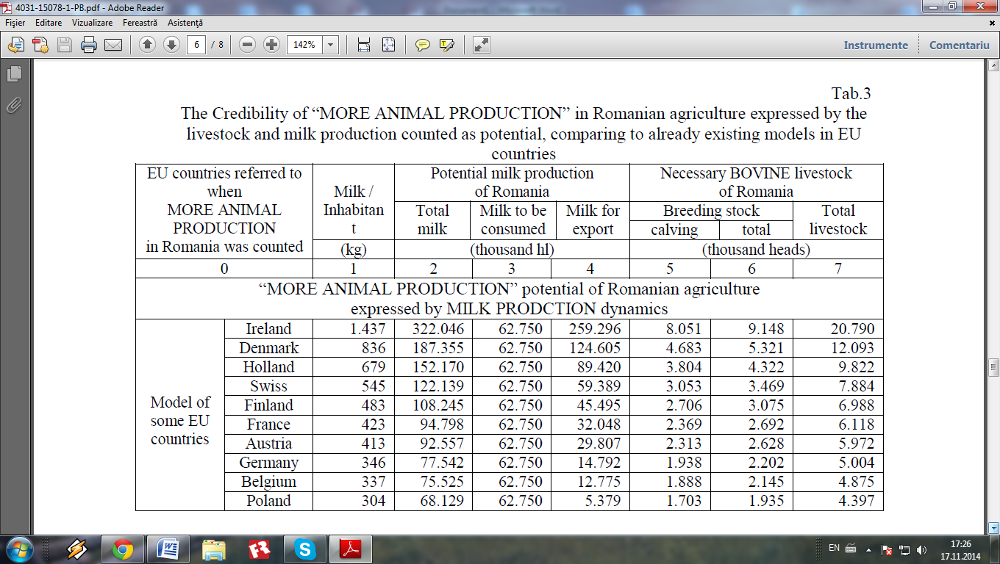 4031-15078-1-PB.pdf - Adobe Reader
Fișier Editare Vizualizare Fereastră Asistență
6 / 8 142% Instrumente Comentariu
Tab.3
The Credibility of “MORE ANIMAL PRODUCTION” in Romanian agriculture expressed by the
livestock and milk production counted as potential, comparing to already existing models in EU
countries
EU countries referred to
when
MORE ANIMAL
PRODUCTION
in Romania was counted
Milk /
Inhabitan
t
(kg)
Potential milk production
of Romania
Total
milk
Milk to be
consumed
Milk for
export
(thousand hl)
Necessary BOVINE livestock
of Romania
Breeding stock
calving total
Total
livestock
(thousand heads)
0 1 2 3 4 5 6 7
“MORE ANIMAL PRODUCTION” potential of Romanian agriculture
expressed by MILK PRODCTION dynamics
Model of
some EU
countries
Ireland 1.437 322.046 62.750 259.296 8.051 9.148 20.790
Denmark 836 187.355 62.750 124.605 4.683 5.321 12.093
Holland 679 152.170 62.750 89.420 3.804 4.322 9.822
Swiss 545 122.139 62.750 59.389 3.053 3.469 7.884
Finland 483 108.245 62.750 45.495 2.706 3.075 6.988
France 423 94.798 62.750 32.048 2.369 2.692 6.118
Austria 413 92.557 62.750 29.807 2.313 2.628 5.972
Germany 346 77.542 62.750 14.792 1.938 2.202 5.004
Belgium 337 75.525 62.750 12.775 1.888 2.145 4.875
Poland 304 68.129 62.750 5.379 1.703 1.935 4.397
EN 17:26
17.11.2014